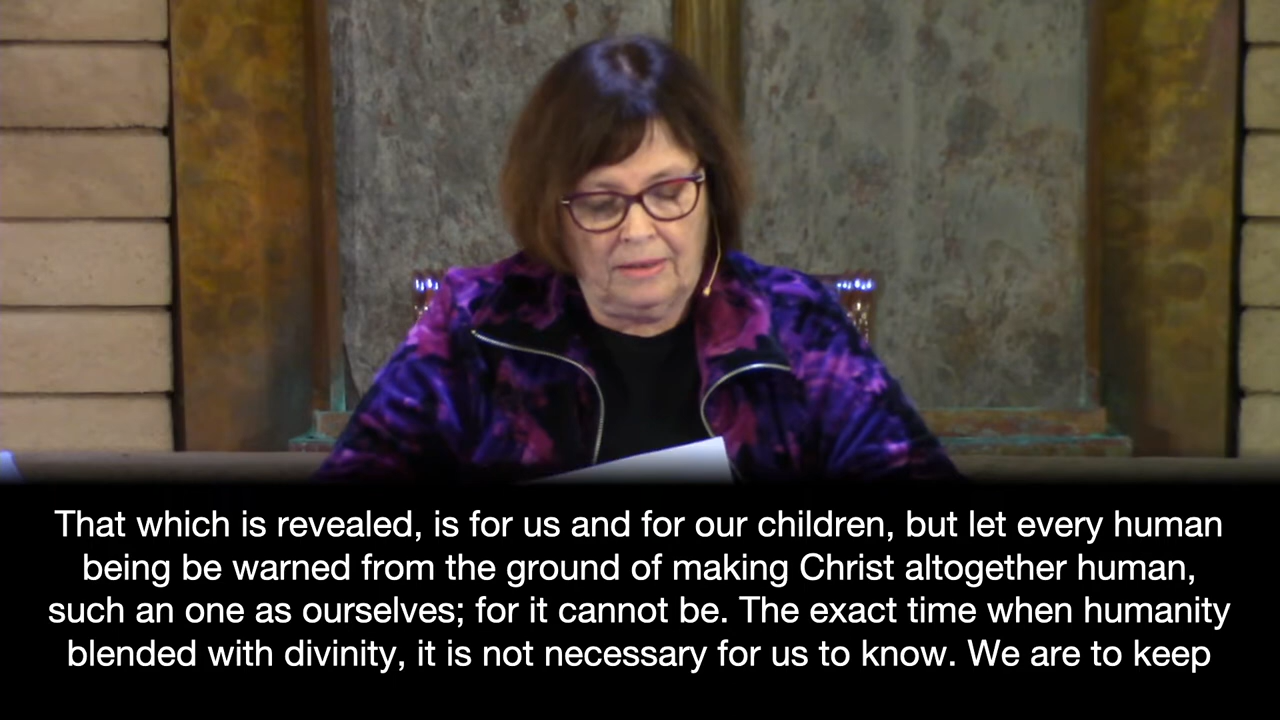 That which is revealed, is for us and for our children, but let every human
being be warned from the ground of making Christ altogether human,
such an one as ourselves; for it cannot be. The exact time when humanity
blended with divinity, it is not necessary for us to know. We are to keep